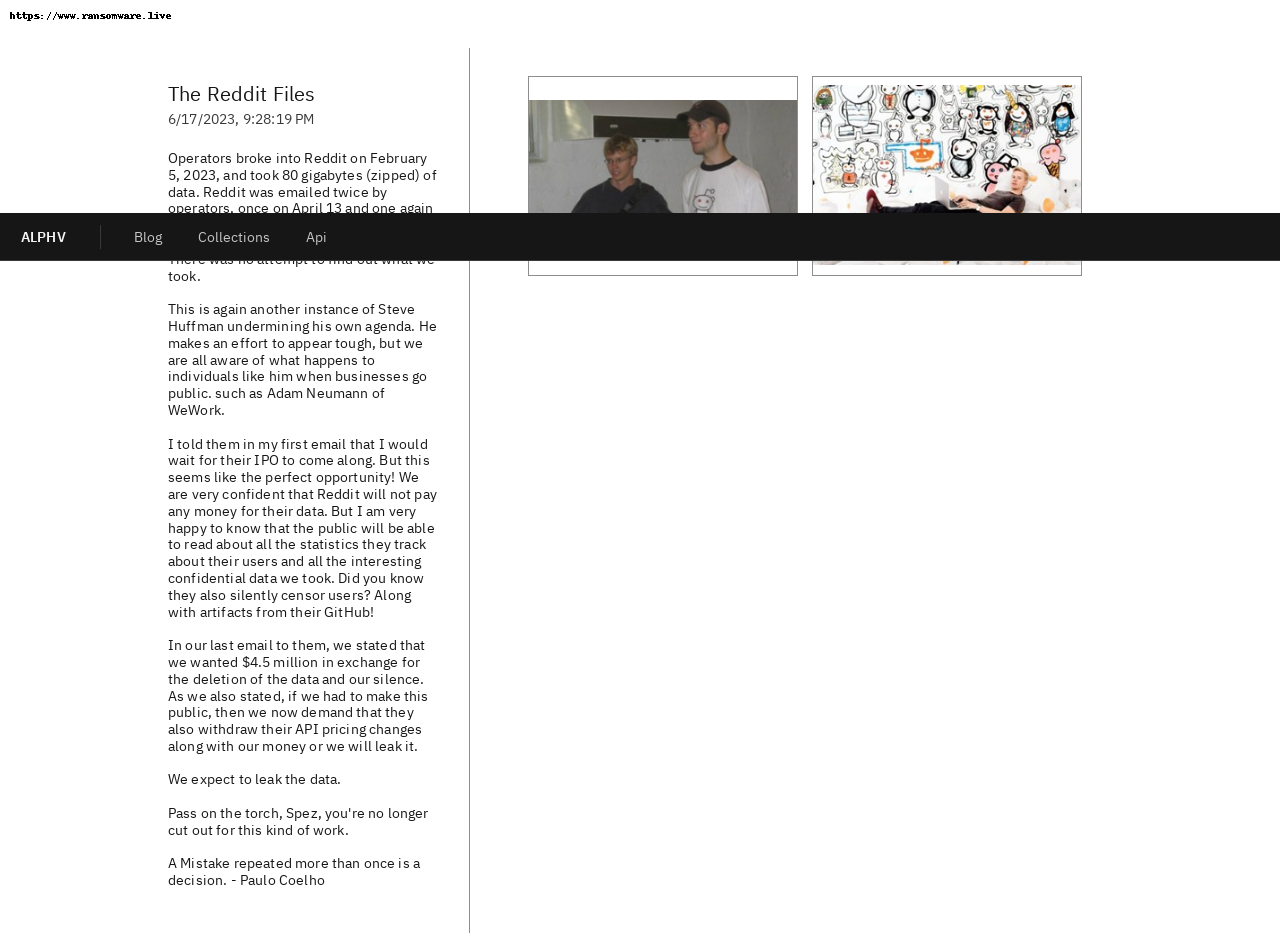 https://www.ransomware.live
The Reddit Files
6/17/2023, 9:28:19 PM
Operators broke into Reddit on February
5, 2023, and took 80 gigabytes (zipped) of
data. Reddit was emailed twice by
operators, once on April 13 and one again
ALPHV
Blog
Collections
Api
There was no attempt to find out what we
took.
This is again another instance of Steve
Huffman undermining his own agenda. He
makes an effort to appear tough, but we
are all aware of what happens to
individuals like him when businesses go
public. such as Adam Neumann of
WeWork.
I told them in my first email that I would
wait for their IPO to come along. But this
seems like the perfect opportunity! We
are very confident that Reddit will not pay
any money for their data. But I am very
happy to know that the public will be able
to read about all the statistics they track
about their users and all the interesting
confidential data we took. Did you know
they also silently censor users? Along
with artifacts from their GitHub!
In our last email to them, we stated that
we wanted $4.5 million in exchange for
the deletion of the data and our silence.
As we also stated, if we had to make this
public, then we now demand that they
also withdraw their API pricing changes
along with our money or we will leak it.
We expect to leak the data.
Pass on the torch, Spez, you're no longer
cut out for this kind of work.
A Mistake repeated more than once is a
decision. - Paulo Coelho